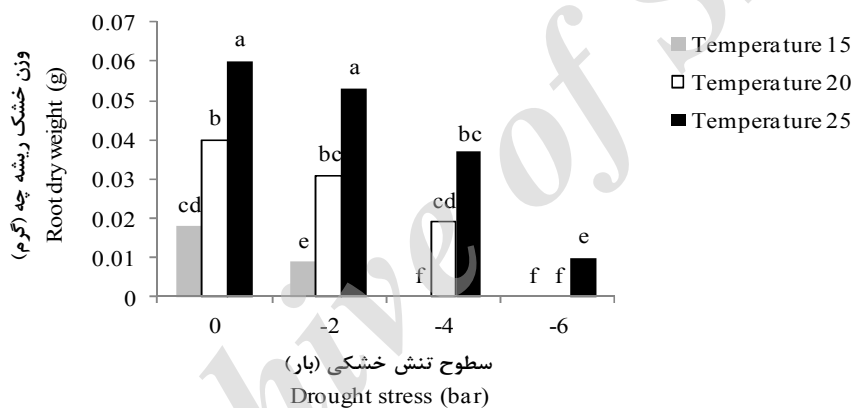 وزن خشک ریشه چه (گرم)
Root dry weight (g)
0.07
0.06
0.05
0.04
0.03
0.02
0.01
0
cd b a
e bc a
f cd bc
f f e
0 -2 -4 -6
سطوح تنش خشکی (بار)
Drought stress (bar)
Temperature 15
Temperature 20
Temperature 25
hive of S